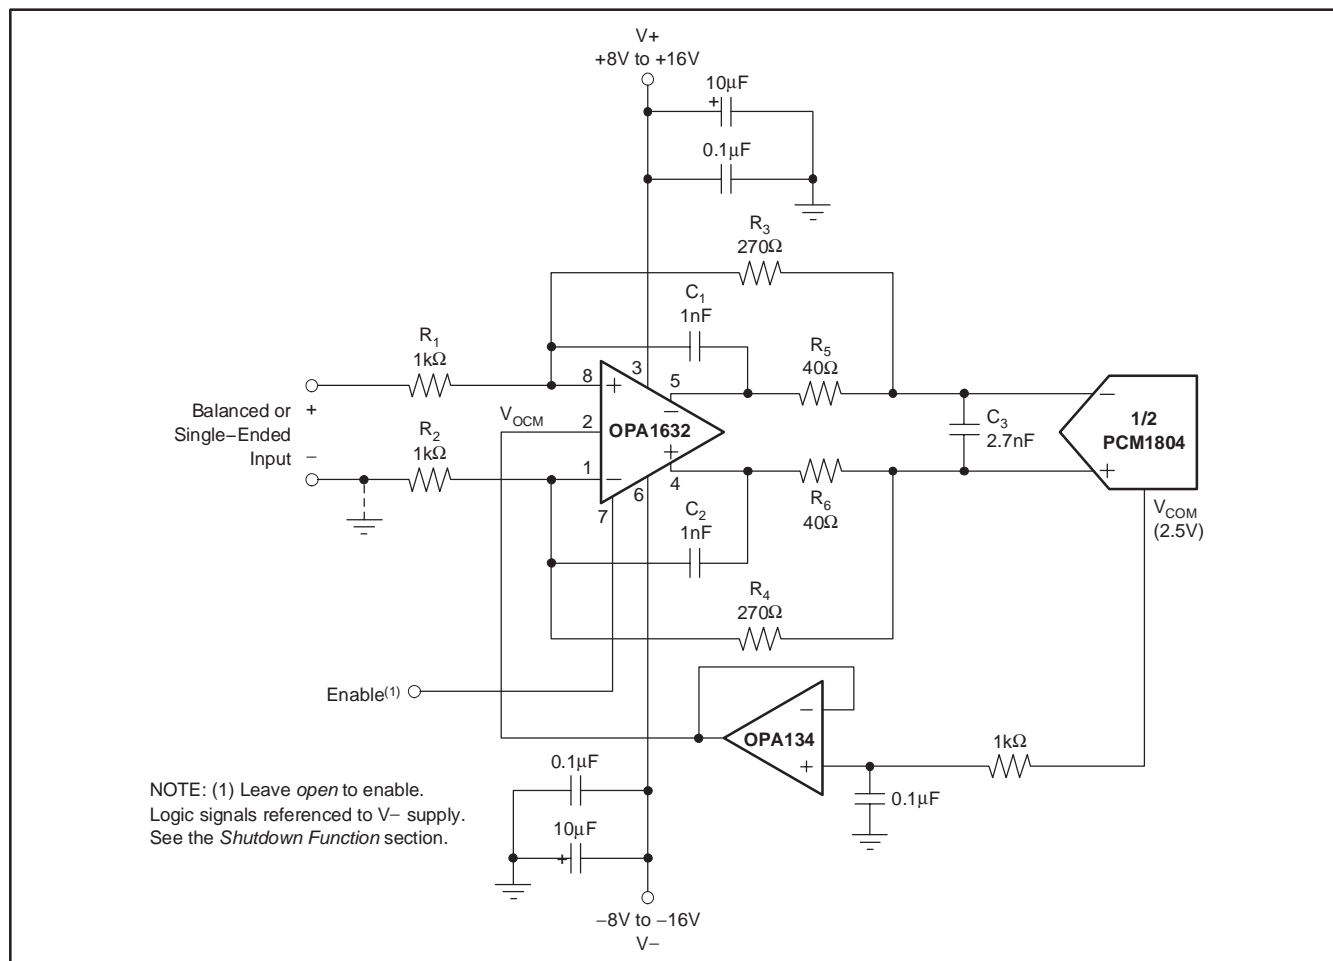 V+
+8V to +16V
10μF
+
0.1μF
R3
270Ω
C1
1nF
R1
1kΩ
R5
40Ω
3
5
8
+
−
Balanced or
Single−Ended
Input
+
−
VOCM
2
OPA1632
R2
1kΩ
1
−
+
4
6
7
C2
1nF
R6
40Ω
C3
2.7nF
−
1/2
PCM1804
+
VCOM
(2.5V)
R4
270Ω
Enable(1)
−
OPA134
+
1kΩ
0.1μF
0.1μF
10μF
+
NOTE: (1) Leave open to enable.
Logic signals referenced to V− supply.
See the Shutdown Function section.
−8V to −16V
V−